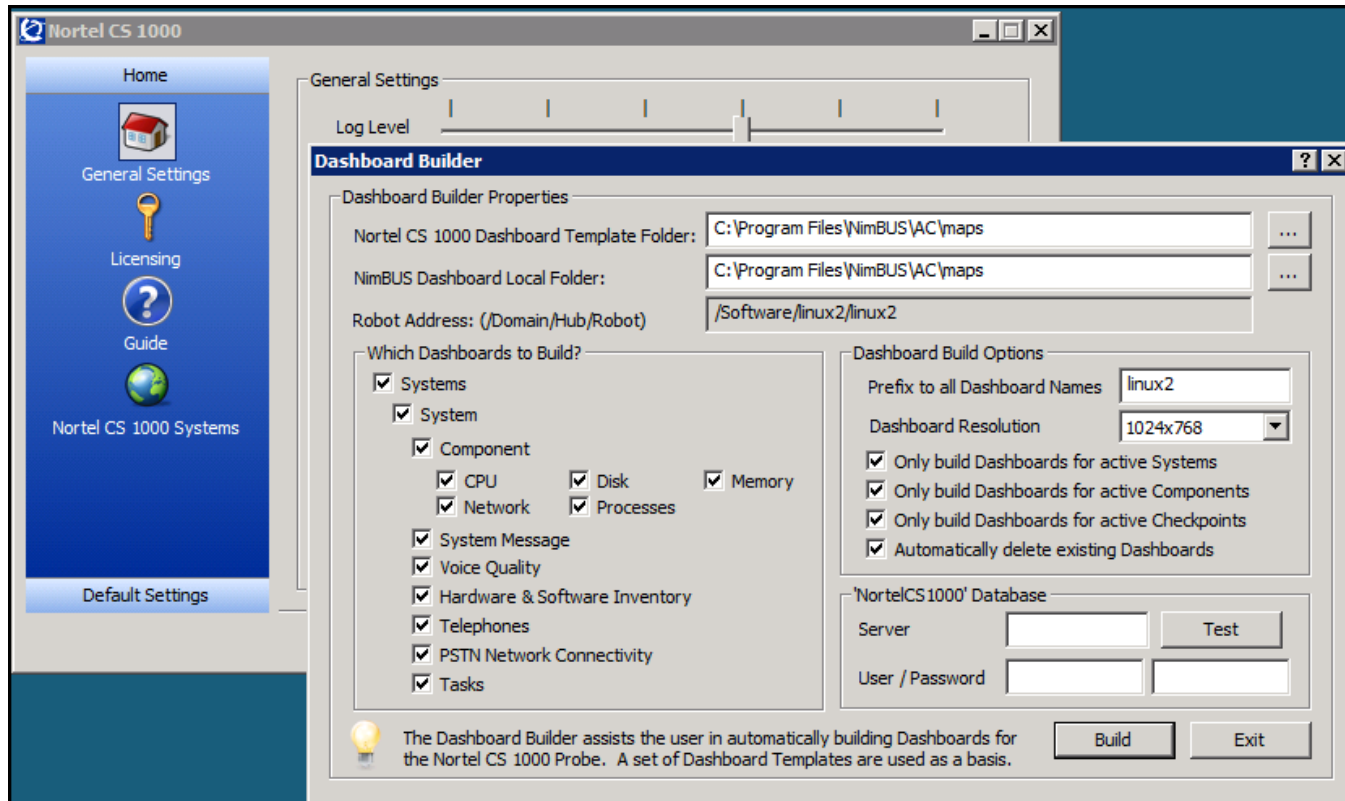 Nortel CS 1000
Home
General Settings
Licensing
Guide
Nortel CS 1000 Systems
Default Settings
General Settings
Log Level
Dashboard Builder
Dashboard Builder Properties
Nortel CS 1000 Dashboard Template Folder: C:\Program Files\NimBUS\AC\maps ...
NimBUS Dashboard Local Folder: C:\Program Files\NimBUS\AC\maps ...
Robot Address: (/Domain/Hub/Robot) /Software/linux2/linux2
Which Dashboards to Build?
Systems
System
Component
CPU Disk Memory
Network Processes
System Message
Voice Quality
Hardware & Software Inventory
Telephones
PSTN Network Connectivity
Tasks
Dashboard Build Options
Prefix to all Dashboard Names linux2
Dashboard Resolution 1024x768
Only build Dashboards for active Systems
Only build Dashboards for active Components
Only build Dashboards for active Checkpoints
Automatically delete existing Dashboards
'NortelCS1000' Database
Server Test
User / Password
The Dashboard Builder assists the user in automatically building Dashboards for
the Nortel CS 1000 Probe. A set of Dashboard Templates are used as a basis.
Build Exit